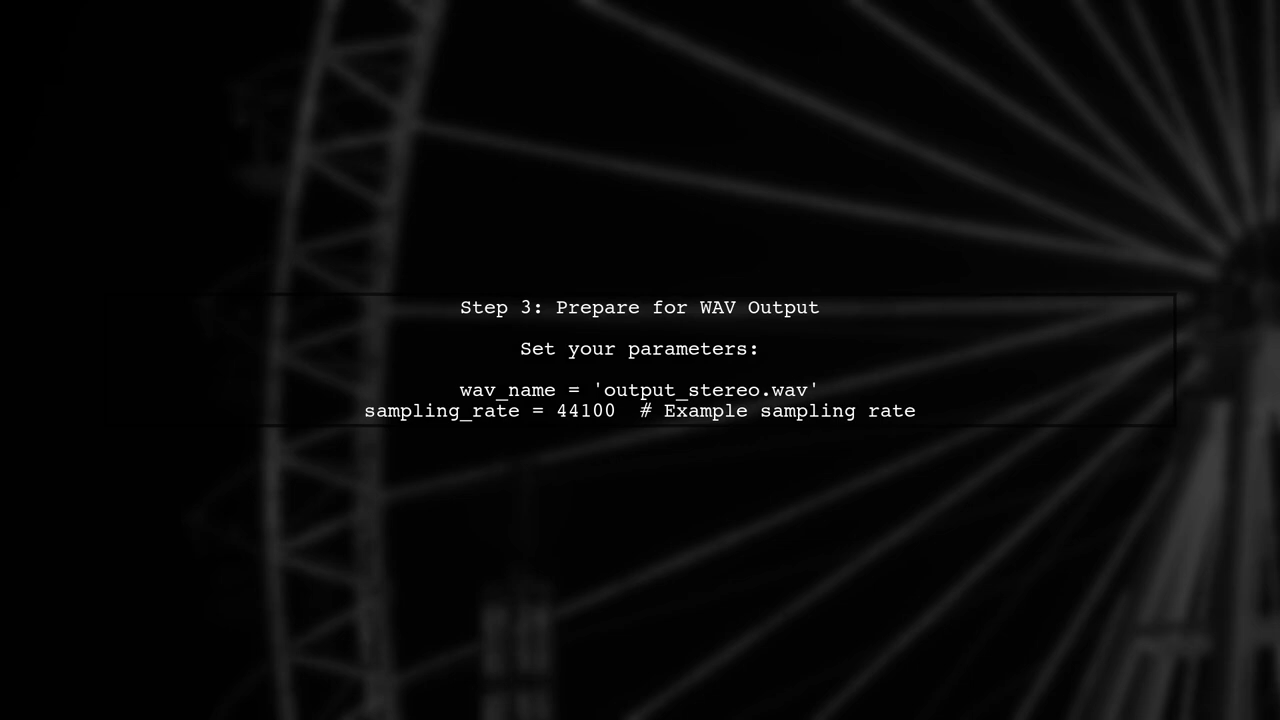 Step 3: Prepare for WAV Output
Set your parameters:
wav_name = 'output_stereo.wav'
sampling_rate = 44100  # Example sampling rate